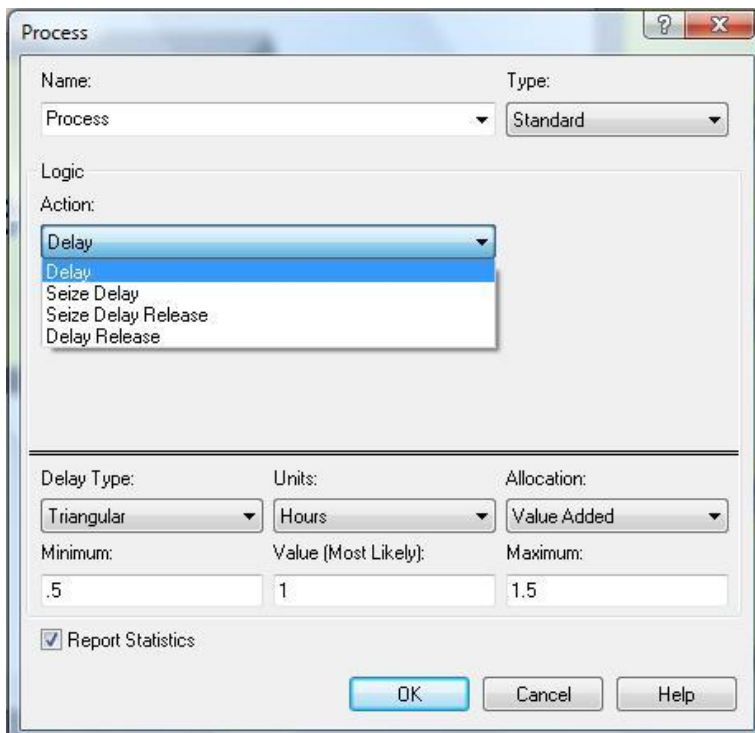 Process
Name: Type:
Process Standard
Logic
Action:
Delay
Delay
Seize Delay
Seize Delay Release
Delay Release
Delay Type: Units: Allocation:
Triangular Hours Value Added
Minimum: Value (Most Likely): Maximum:
.5 1 1.5
Report Statistics
OK Cancel Help